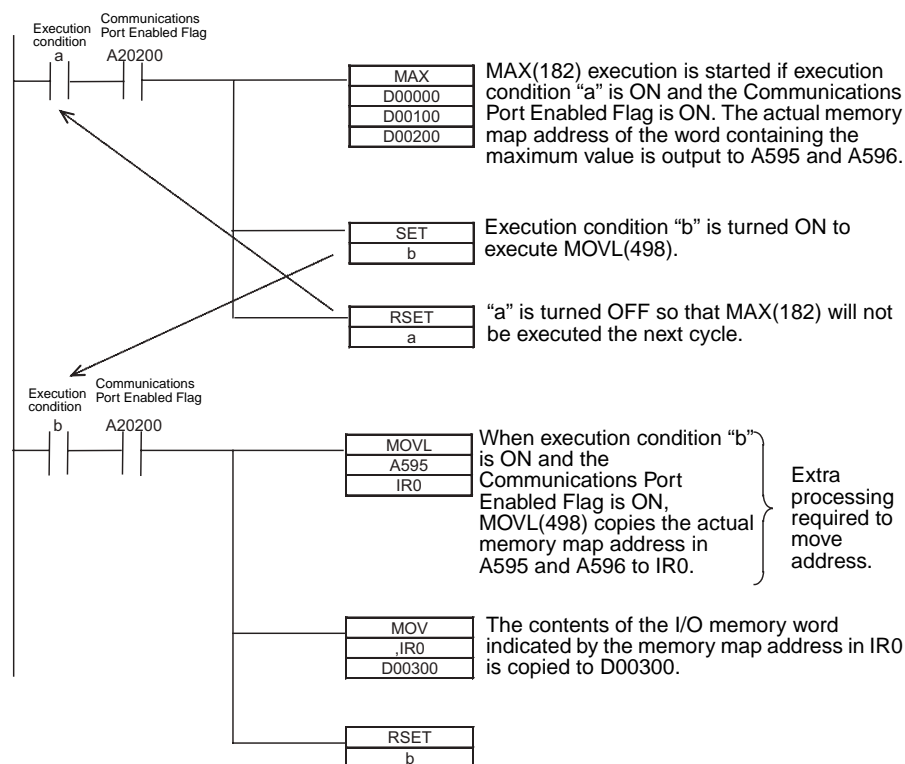 Execution
condition
a
Communications
Port Enabled Flag
A20200
MAX
D00000
D00100
D00200
MAX(182) execution is started if execution
condition “a” is ON and the Communications
Port Enabled Flag is ON. The actual memory
map address of the word containing the
maximum value is output to A595 and A596.
SET
b
Execution condition “b” is turned ON to
execute MOVL(498).
RSET
a
“a” is turned OFF so that MAX(182) will not
be executed the next cycle.
Execution
condition
b
Communications
Port Enabled Flag
A20200
MOVL
A595
IR0
When execution condition “b”
is ON and the
Communications Port
Enabled Flag is ON,
MOVL(498) copies the actual
memory map address in
A595 and A596 to IR0.
Extra
processing
required to
move
address.
MOV
,IR0
D00300
The contents of the I/O memory word
indicated by the memory map address in IR0
is copied to D00300.
RSET
b